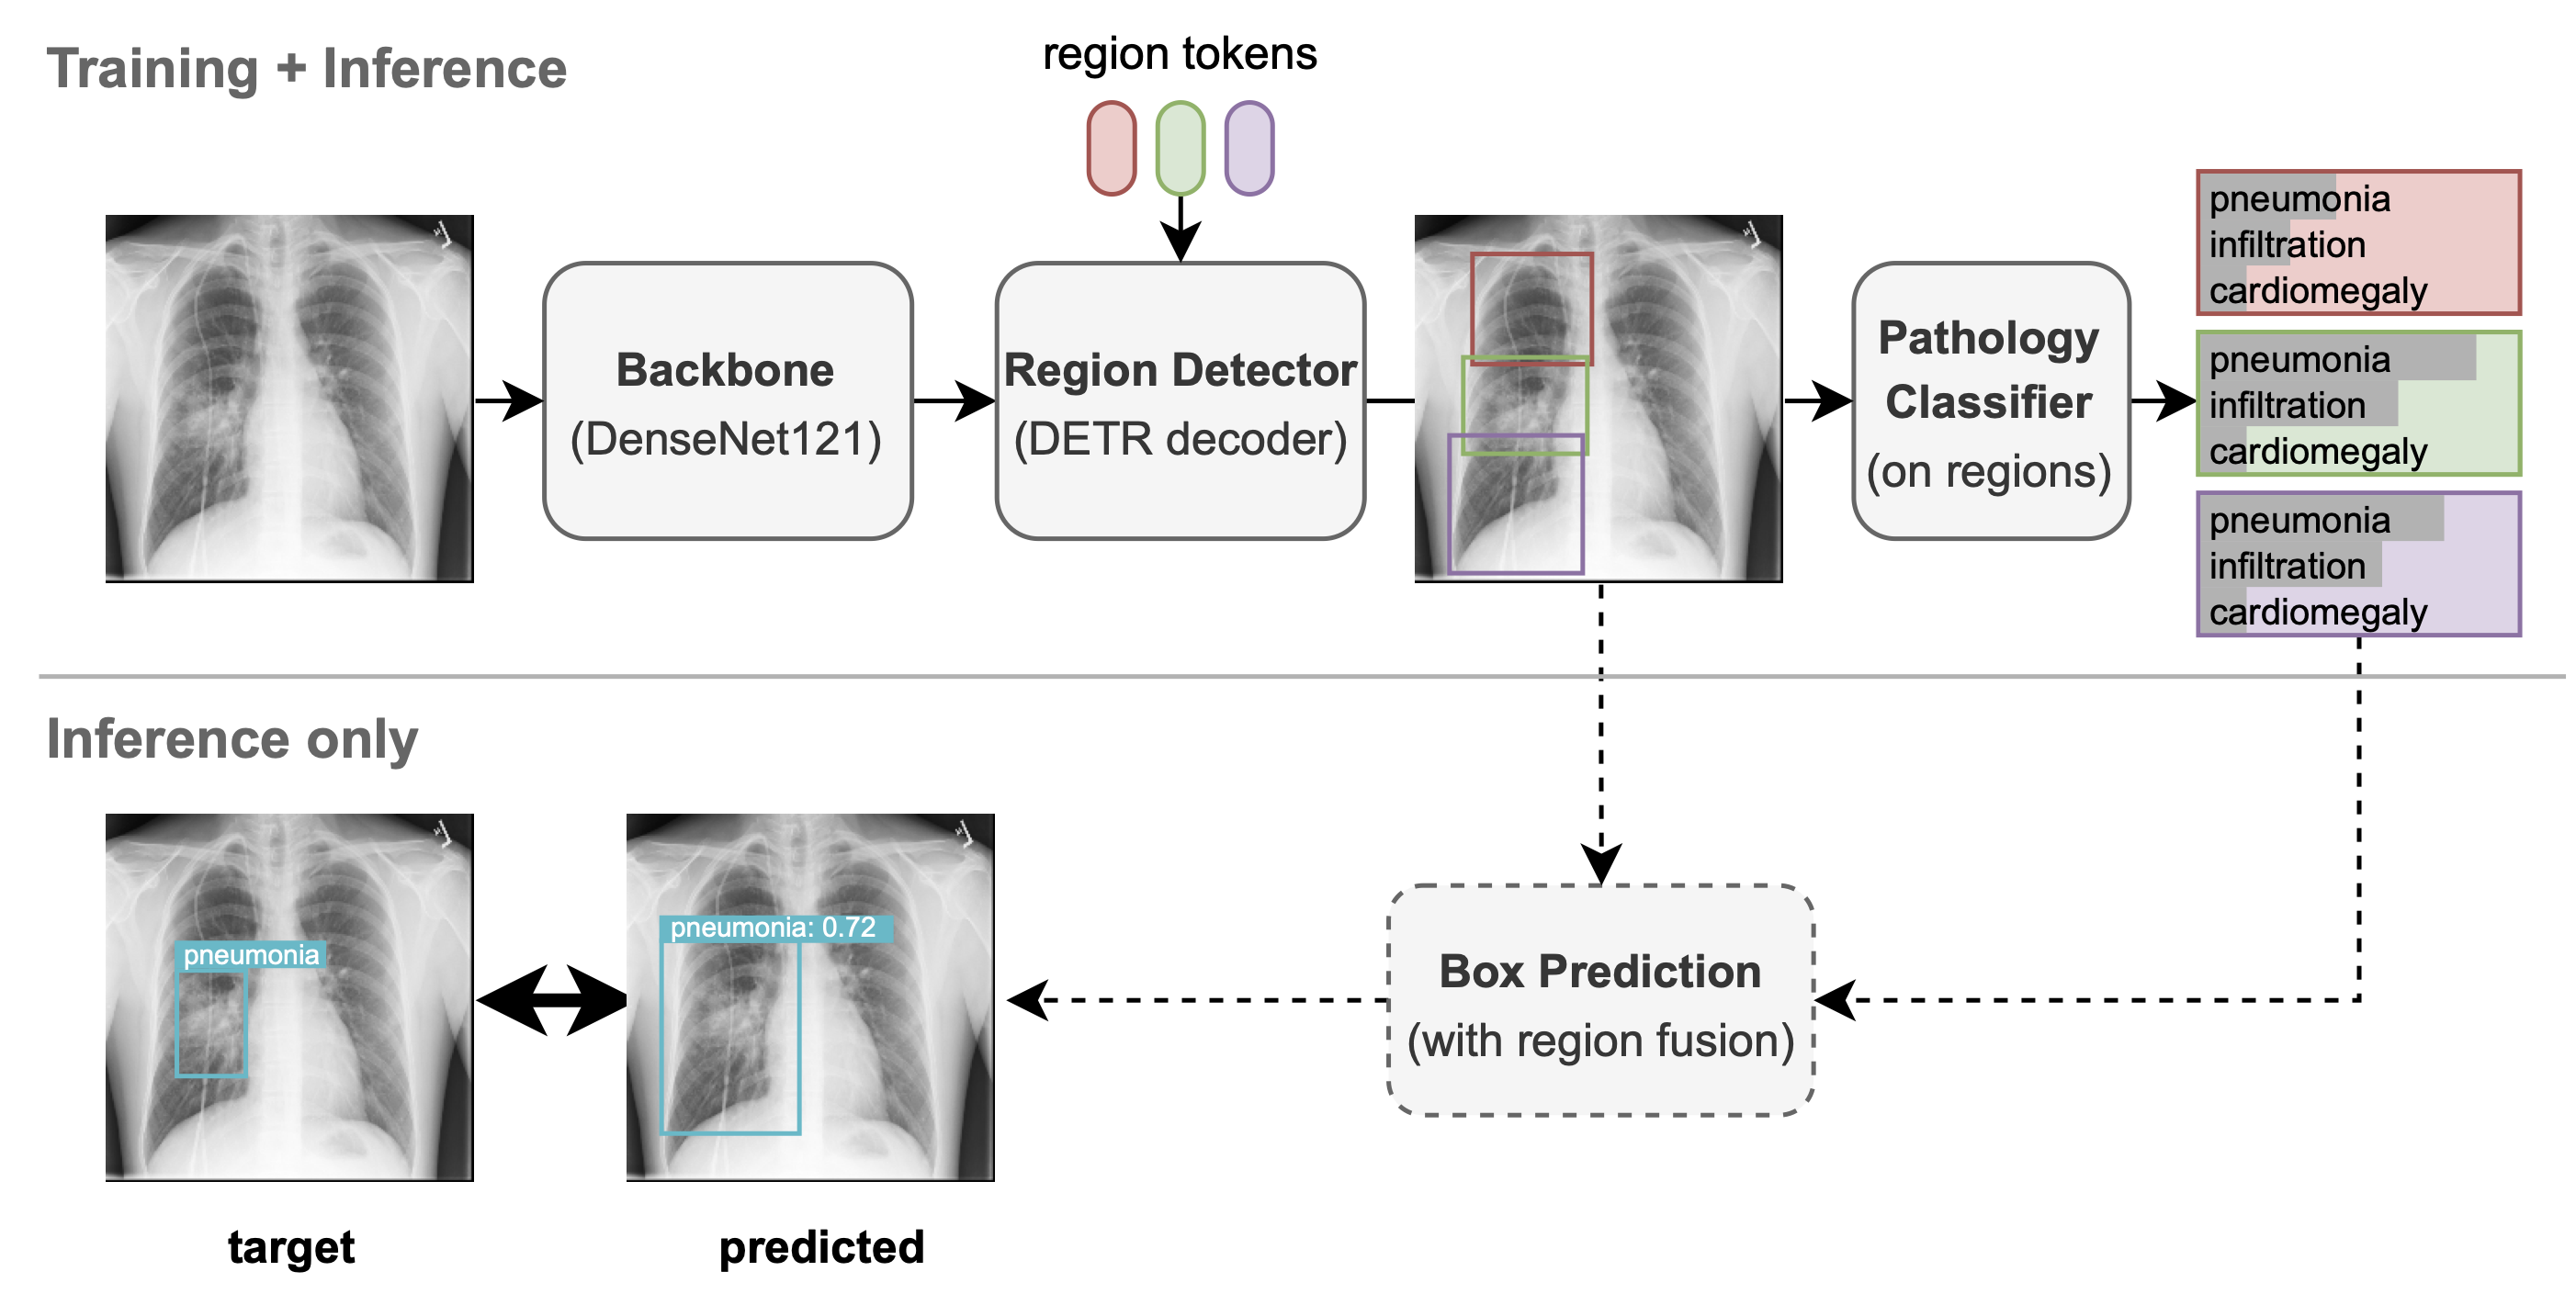 Training + Inference
region tokens
Backbone
(DenseNet121)
Region Detector
(DETR decoder)
Pathology
Classifier
(on regions)
pneumonia
infiltration
cardiomegaly
pneumonia
infiltration
cardiomegaly
pneumonia
infiltration
cardiomegaly
Inference only
pneumonia
pneumonia: 0.72
Box Prediction
(with region fusion)
target
predicted